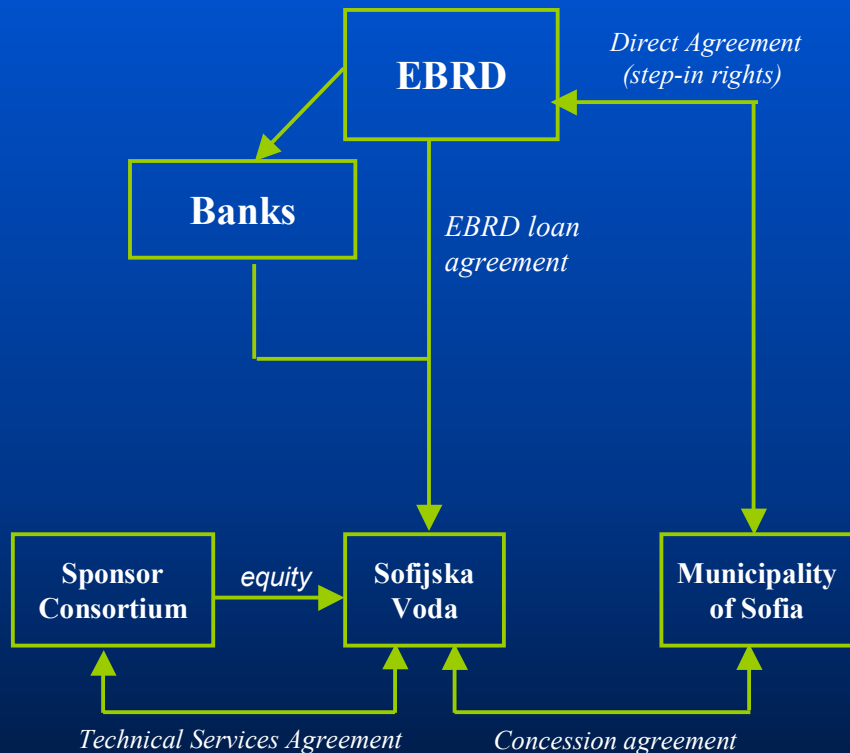 EBRD
Direct Agreement
(step-in rights)
Banks
EBRD loan
agreement
Sponsor
Consortium
equity
Sofijska
Voda
Municipality
of Sofia
Technical Services Agreement
Concession agreement